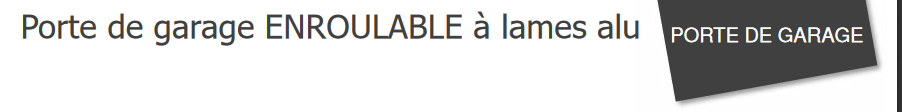 Porte de garage ENROULABLE à lames alu
PORTE DE GARAGE